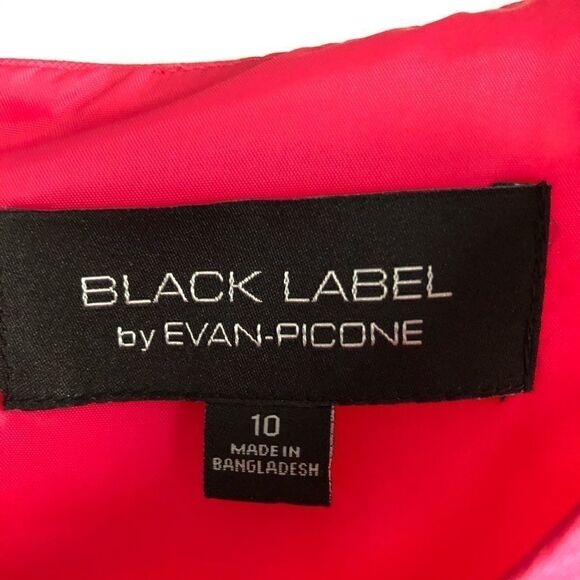 BLACK LABEL
by EVAN-PICONE
10
MADE IN
BANGLADESH